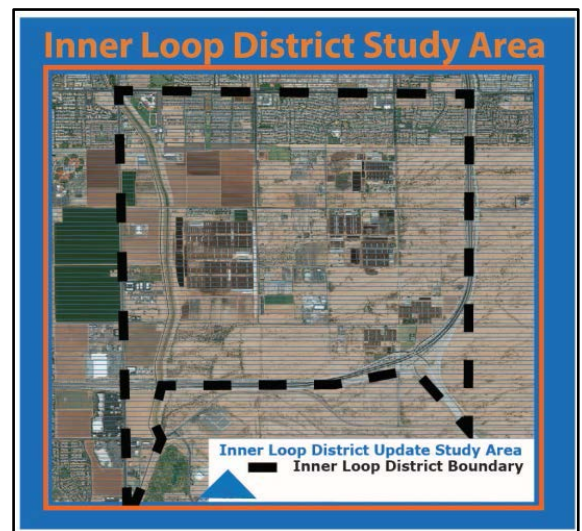 Inner Loop District Study Area
Inner Loop District Update Study Area
Inner Loop District Boundary